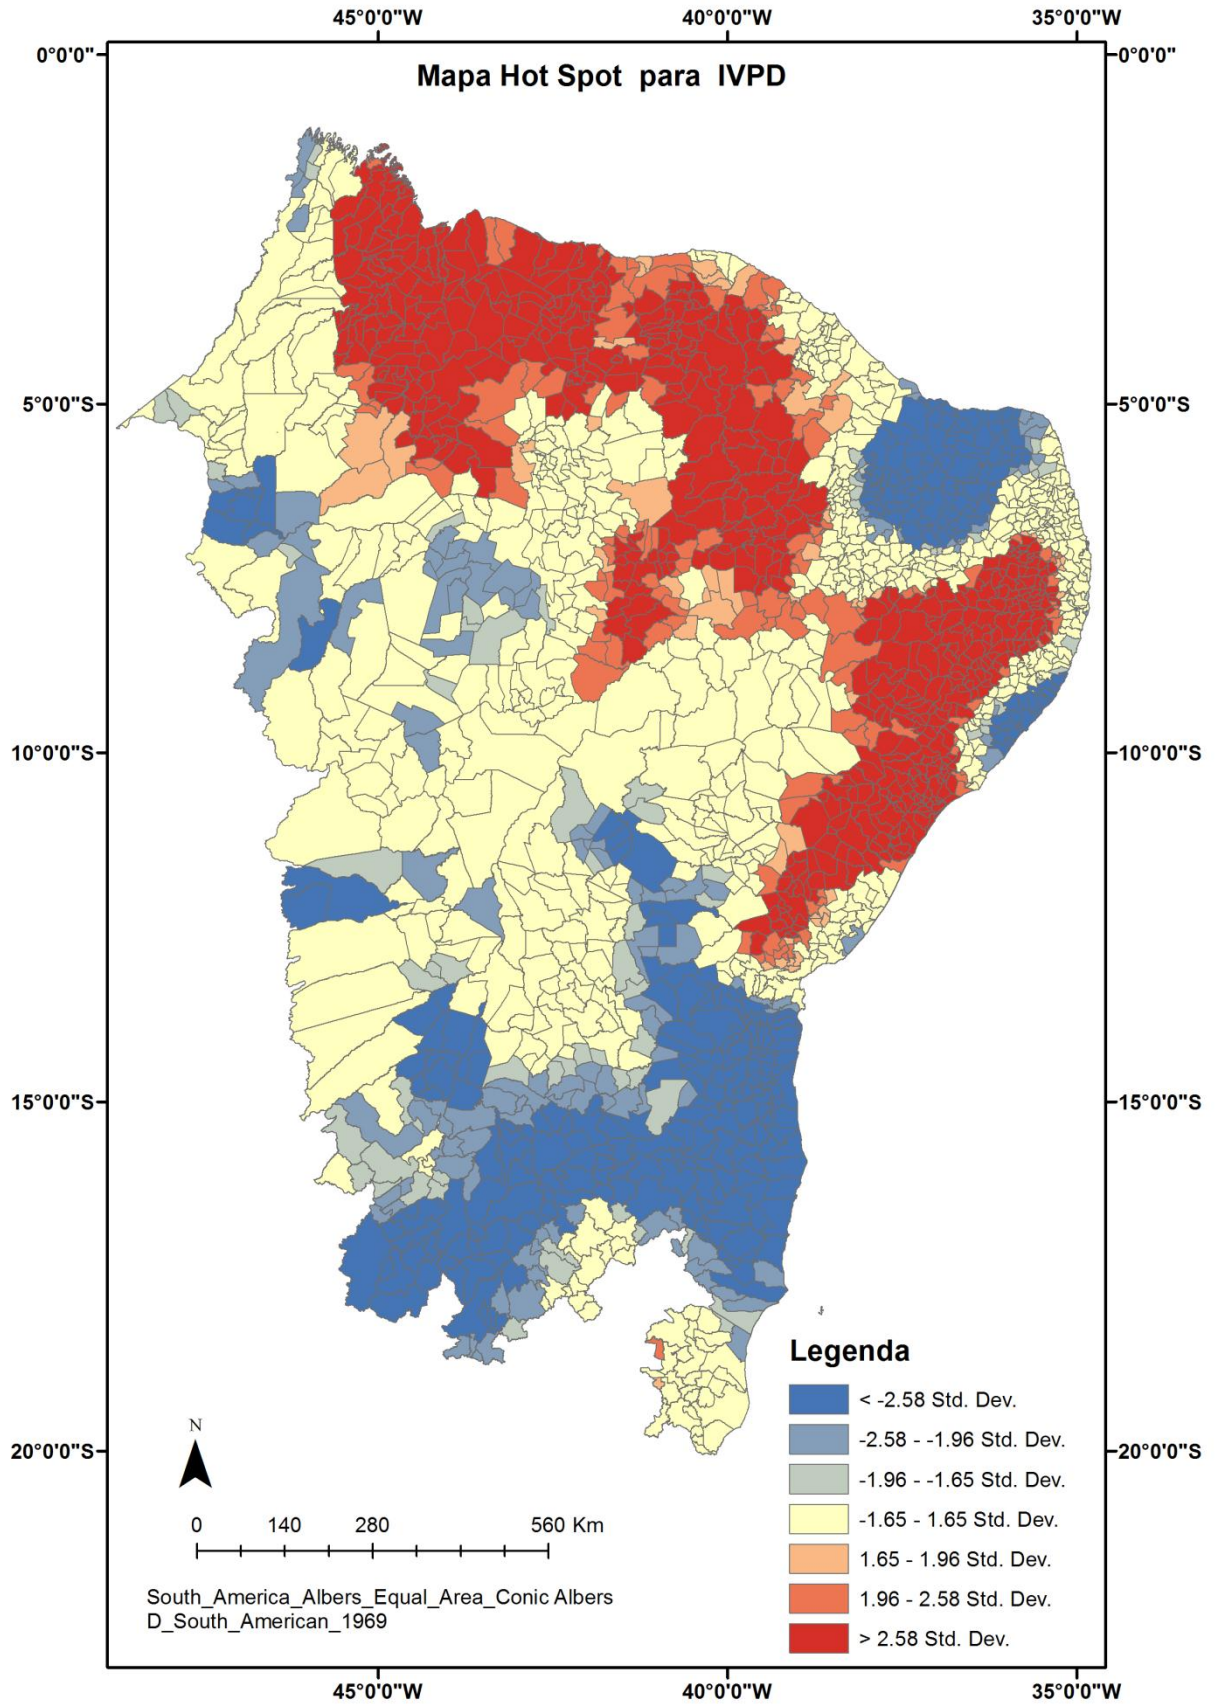 45°0'0"W 40°0'0"W 35°0'0"W
0°0'0" 0°0'0"
Mapa Hot Spot para IVPD
5°0'0"S 5°0'0"S
10°0'0"S 10°0'0"S
15°0'0"S 15°0'0"S
Legenda
< -2.58 Std. Dev.
-2.58 - -1.96 Std. Dev.
-1.96 - -1.65 Std. Dev.
-1.65 - 1.65 Std. Dev.
1.65 - 1.96 Std. Dev.
1.96 - 2.58 Std. Dev.
> 2.58 Std. Dev.
N
20°0'0"S 20°0'0"S
0 140 280 560 Km
South_America_Albers_Equal_Area_Conic Albers
D_South_American_1969
45°0'0"W 40°0'0"W 35°0'0"W